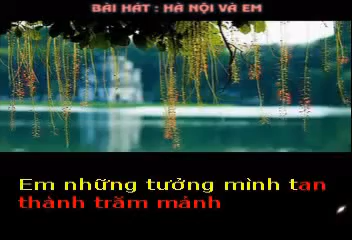 BÀI HÁT : HÀ NỘI VÀ EM
Em những tưởng mình tan
thành trăm mảnh